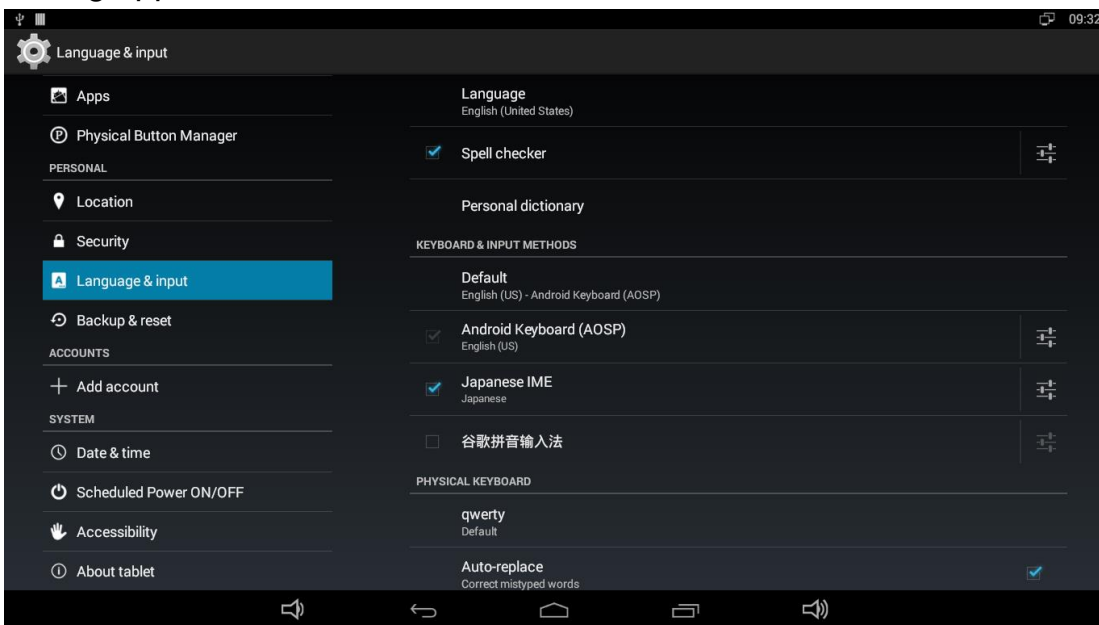 09:32
Language & input
Apps
Physical Button Manager
PERSONAL
Location
Security
Language & input
Backup & reset
ACCOUNTS
Add account
SYSTEM
Date & time
Scheduled Power ON/OFF
Accessibility
About tablet
Language
English (United States)
Spell checker
Personal dictionary
KEYBOARD & INPUT METHODS
Default
English (US) - Android Keyboard (AOSP)
Android Keyboard (AOSP)
English (US)
Japanese IME
Japanese
谷歌拼音输入法
PHYSICAL KEYBOARD
qwerty
Default
Auto-replace
Correct mistyped words